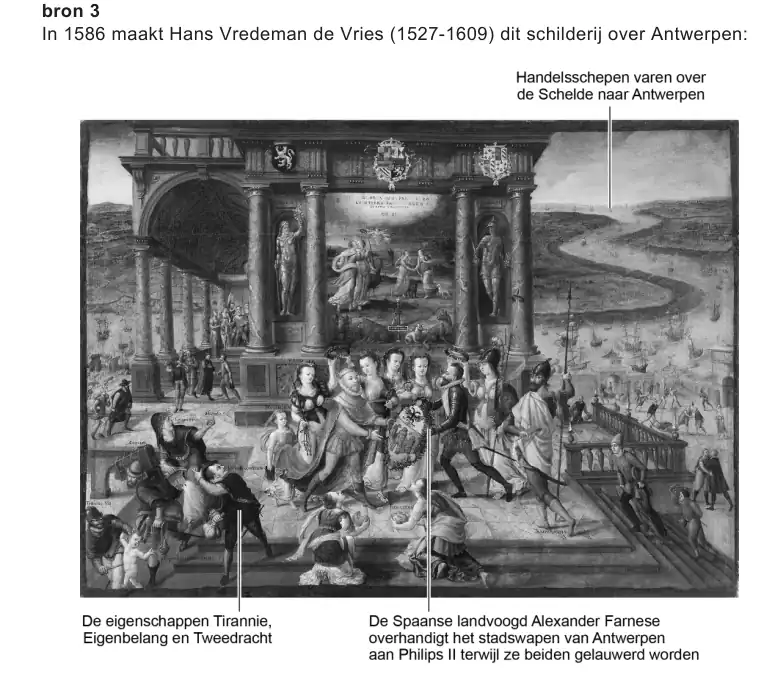 bron 3
In 1586 maakt Hans Vredeman de Vries (1527-1609) dit schilderij over Antwerpen:
Handelsschepen varen over
de Schelde naar Antwerpen
De eigenschappen Tirannie,
Eigenbelang en Tweedracht
De Spaanse landvoogd Alexander Farnese
overhandigt het stadswapen van Antwerpen
aan Philips II terwijl ze beiden gelauwerd worden